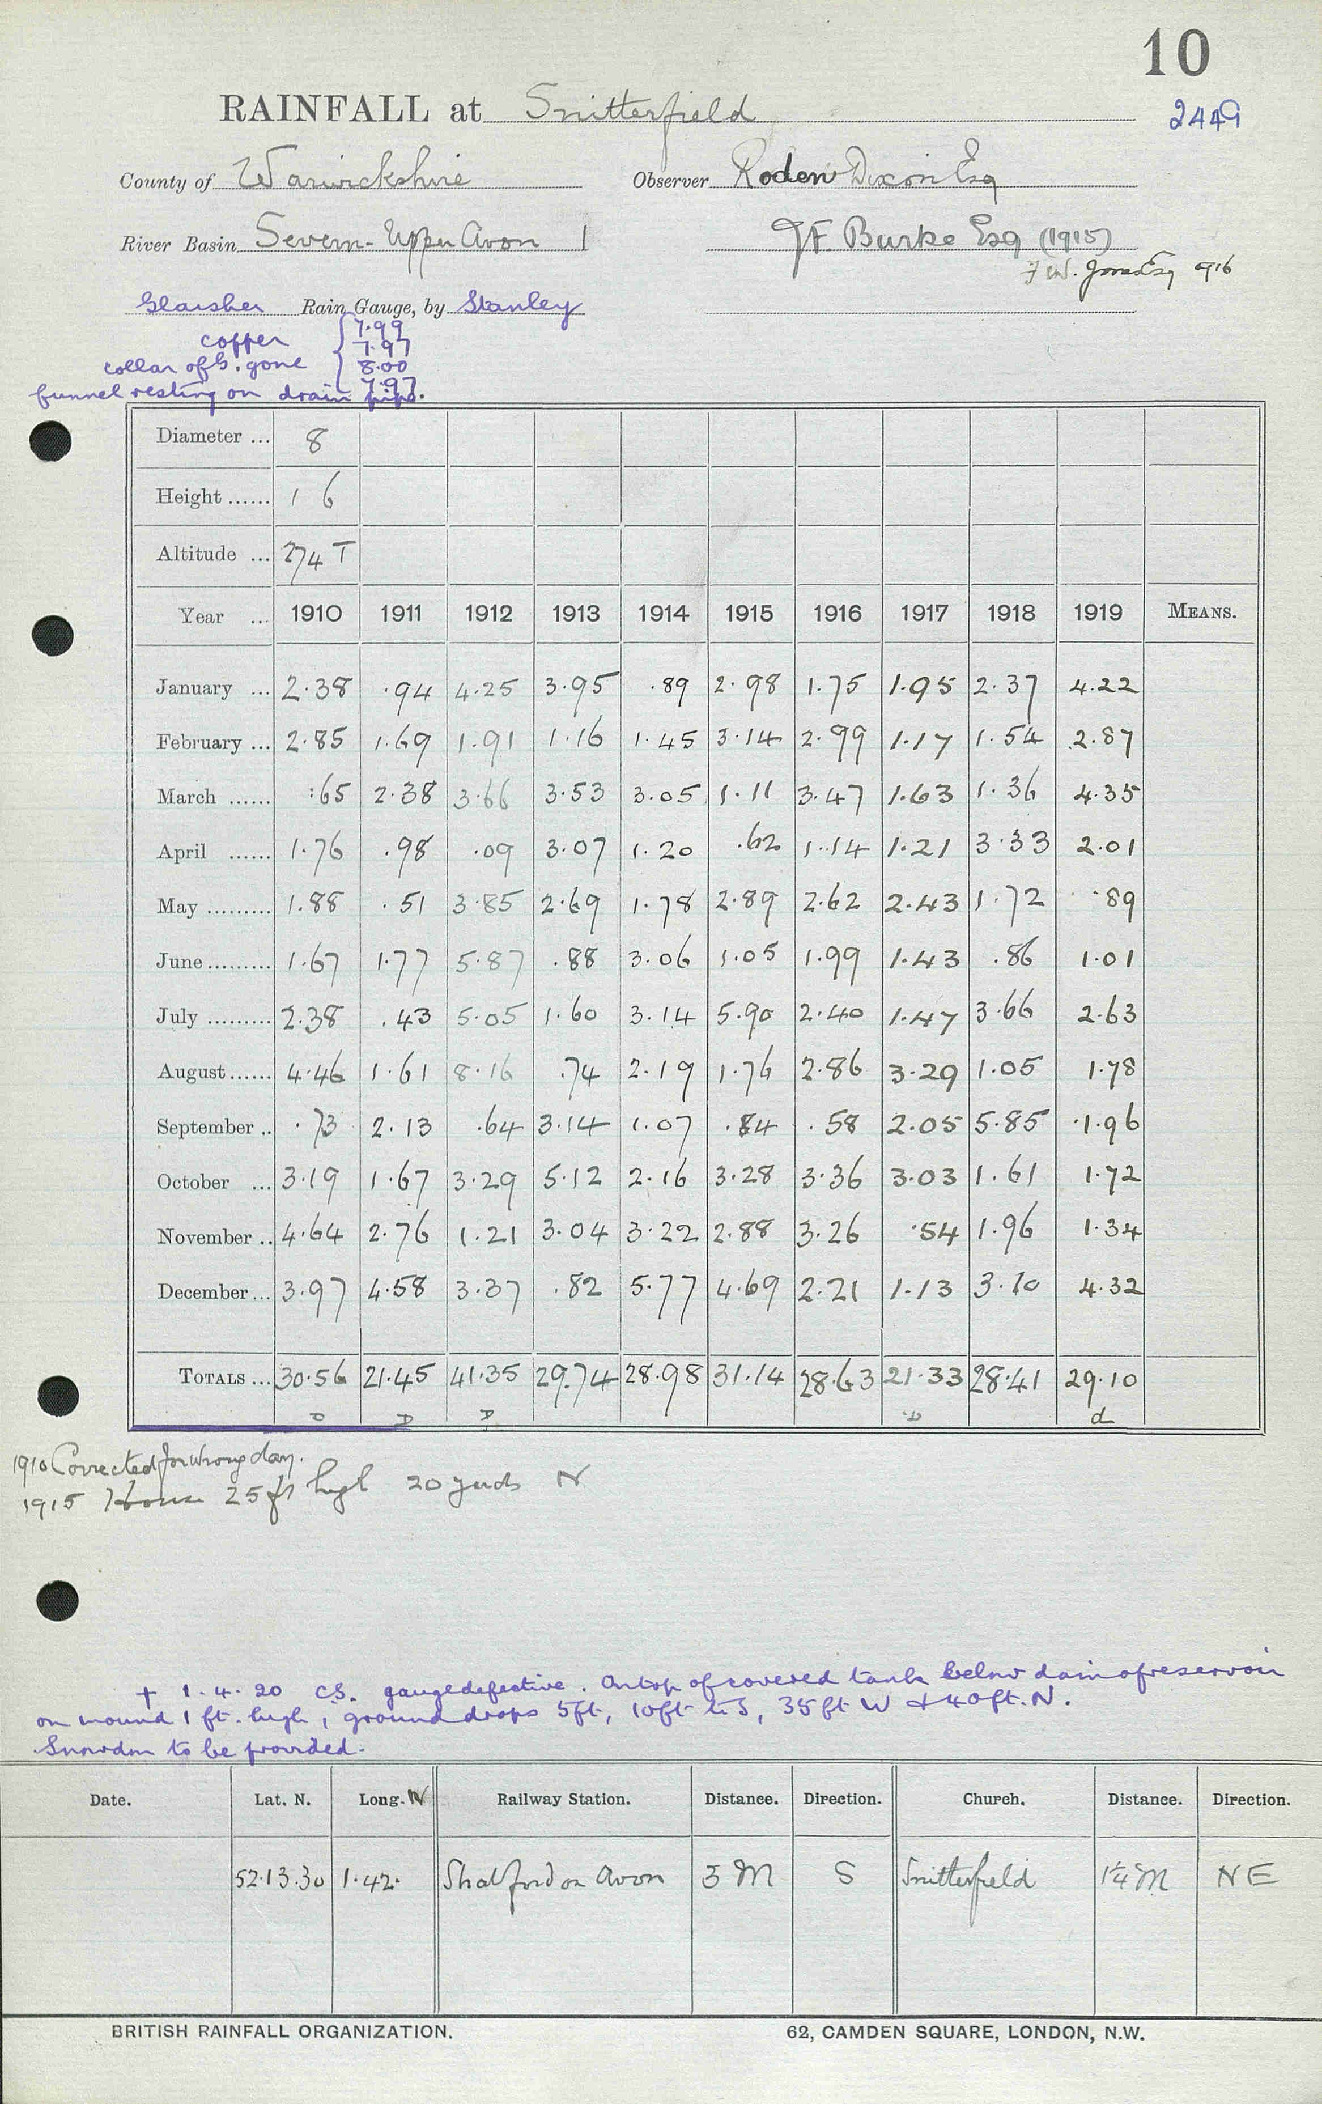 10
RAINFALL at Snitterfield 2449
County of Warwickshire Observer Roden Dixon Esq
River Basin Severn - Upper Avon 1 J F. Burke Esq (1915)
F W. Jones Esq 1916
Glaisher Rain Gauge, by Stanley
copper 7.99
7.97
collar of G. gone 8.00
funnel resting on drain pipe. 7.97
Diameter ... 8
Height ...... 1 6
Altitude ... 274 T
Year ... 1910 1911 1912 1913 1914 1915 1916 1917 1918 1919 MEANS.
January ... 2.38 .94 4.25 3.95 .89 2.98 1.75 1.95 2.37 4.22
February ... 2.85 1.69 1.91 1.16 1.45 3.14 2.99 1.17 1.54 2.87
March ...... .65 2.38 3.66 3.53 3.05 1.11 3.47 1.63 1.36 4.35
April ...... 1.76 .98 .09 3.07 1.20 .62 1.14 1.21 3.33 2.01
May ......... 1.88 .51 3.85 2.69 1.78 2.89 2.62 2.43 1.72 .89
June ......... 1.67 1.77 5.87 .88 3.06 1.05 1.99 1.43 .86 1.01
July ......... 2.38 .43 5.05 1.60 3.14 5.90 2.40 1.47 3.66 2.63
August ...... 4.46 1.61 8.16 .74 2.19 1.76 2.86 3.29 1.05 1.78
September .. .73 2.13 .64 3.14 1.07 .84 .58 2.05 5.85 1.96
October ... 3.19 1.67 3.29 5.12 2.16 3.28 3.36 3.03 1.61 1.72
November .. 4.64 2.76 1.21 3.04 3.22 2.88 3.26 .54 1.96 1.34
December ... 3.97 4.58 3.37 .82 5.77 4.69 2.21 1.13 3.10 4.32
TOTALS ... 30.56 21.45 41.35 29.74 28.98 31.14 28.63 21.33 28.41 29.10
D D D D d
1910 Corrected for wrong day.
1915 House 25 ft high 20 yards N
+ 1.4.20 CS. gauge defective. On top of covered tank below dam of reservoir
on mound 1 ft. high, ground drops 5ft, 10ft to S, 35 ft. W & 40 ft. N.
Snowdon to be provided.
Date. Lat. N. Long. W Railway Station. Distance. Direction. Church. Distance. Direction.
52.13.30 1.42. Stratford on Avon 3 M S Snitterfield 1¼ M NE
BRITISH RAINFALL ORGANIZATION. 62, CAMDEN SQUARE, LONDON, N.W.